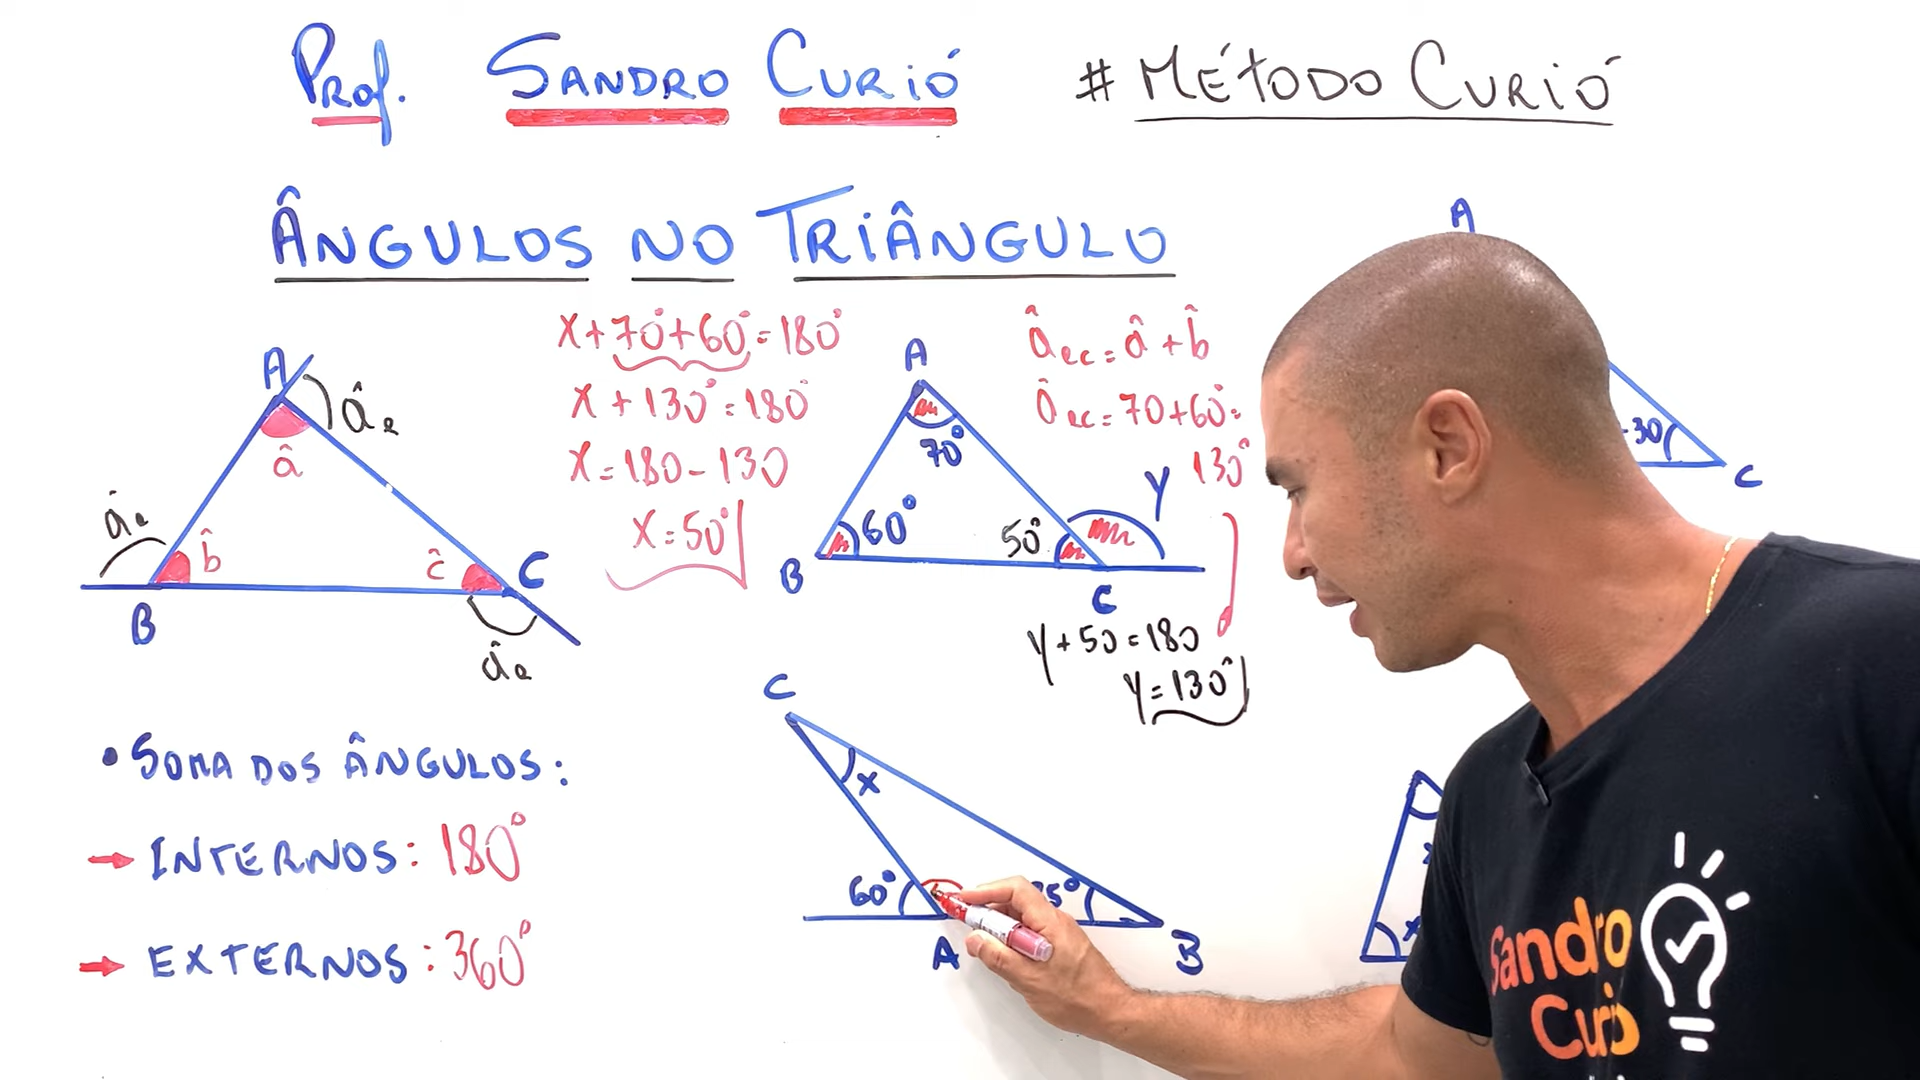 Prof. SANDRO CURIÓ # MÉTODO CURIÓ
ÂNGULOS NO TRIÂNGULO
A
âe
â
âe
b̂
ĉ
C
B
âe
x+70°+60°=180°
x+130°=180°
x=180-130
x=50°
A
70°
60°
50°
B
C
Y
âec=â+b̂
âec=70+60=
130°
Y+50=180
Y=130°
A
30
C
• SOMA DOS ÂNGULOS:
→ INTERNOS: 180°
→ EXTERNOS: 360°
C
x
60°
5°
A
B
x
Sandro
Curió